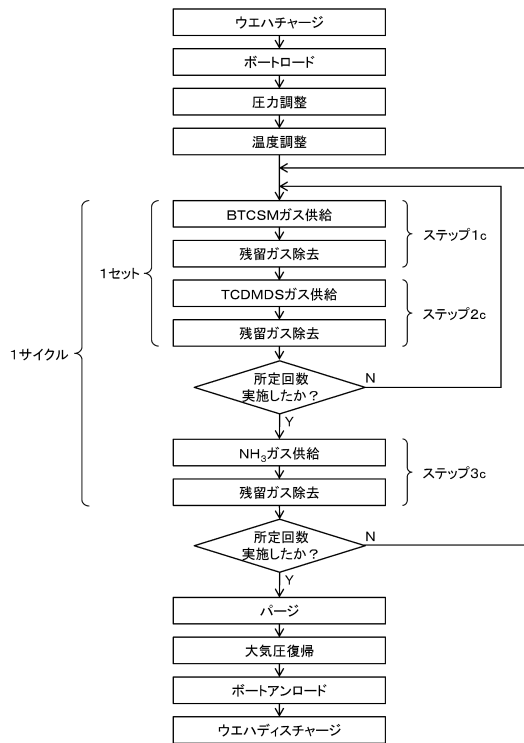 ウエハチャージ
ボートロード
圧力調整
温度調整
BTCSMガス供給
残留ガス除去
ステップ1c
TCDMDSガス供給
残留ガス除去
ステップ2c
1セット
1サイクル
所定回数
実施したか？
N
Y
NH₃ガス供給
残留ガス除去
ステップ3c
所定回数
実施したか？
N
Y
パージ
大気圧復帰
ボートアンロード
ウエハディスチャージ